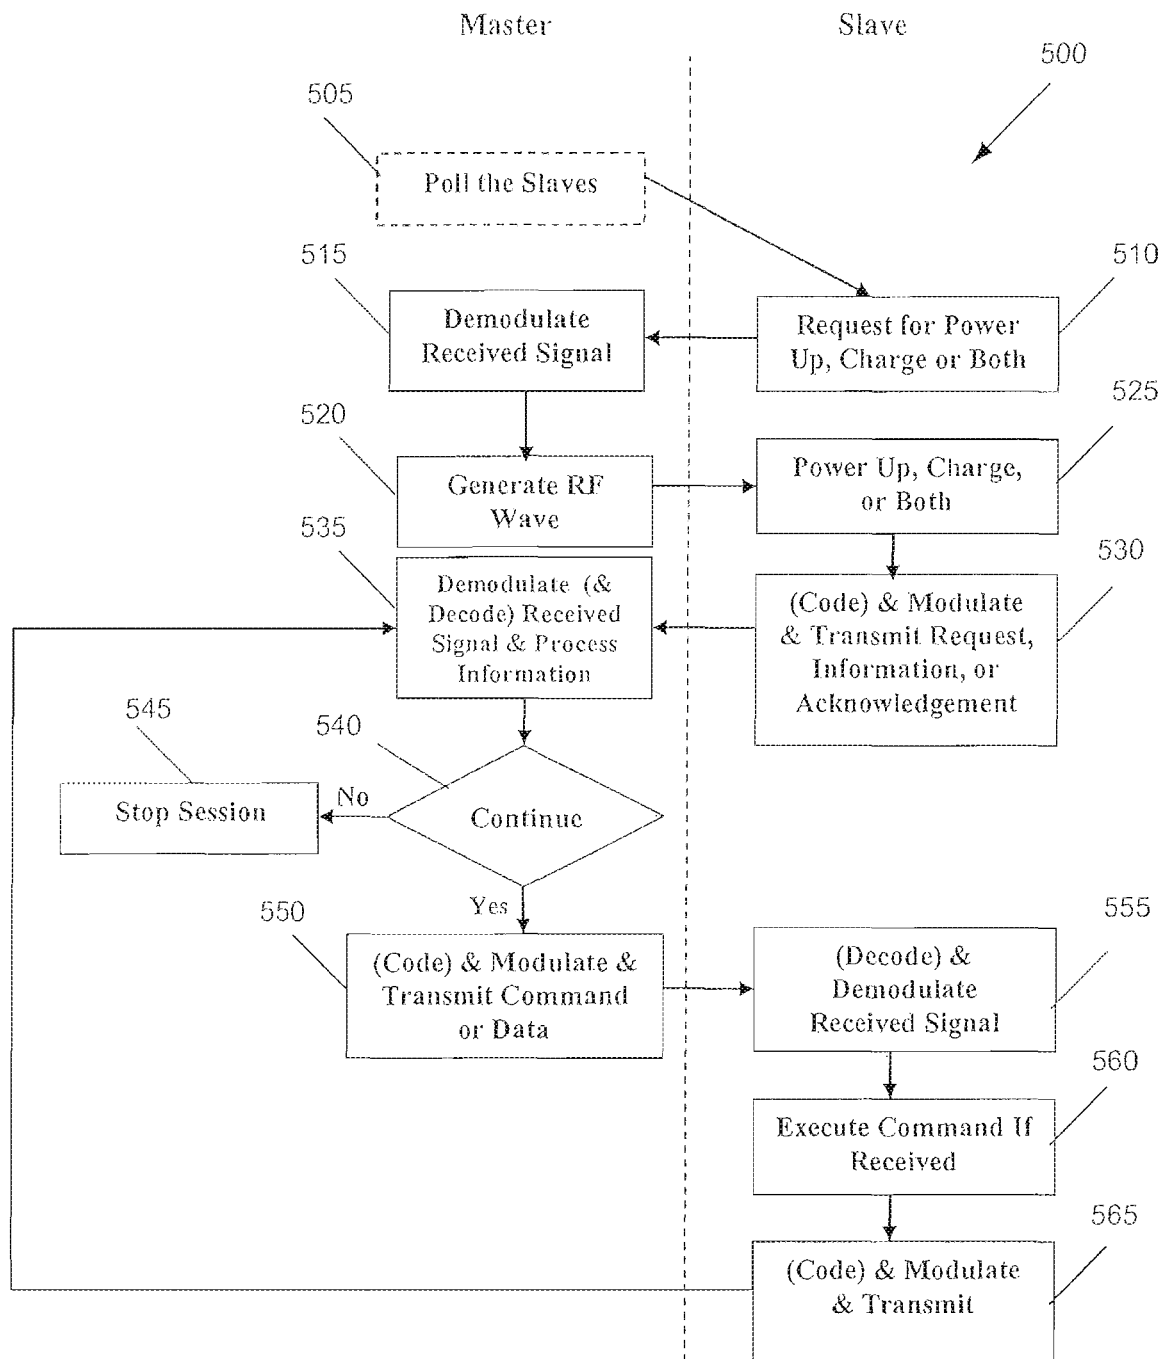 Master
Slave
500
505
Poll the Slaves
515
510
Demodulate
Received Signal
Request for Power
Up, Charge or Both
520
525
Generate RF
Wave
Power Up, Charge,
or Both
535
530
Demodulate (&
Decode) Received
Signal & Process
Information
(Code) & Modulate
& Transmit Request,
Information, or
Acknowledgement
545
540
Stop Session
No
Continue
Yes
550
555
(Code) & Modulate &
Transmit Command
or Data
(Decode) &
Demodulate
Received Signal
560
Execute Command If
Received
565
(Code) & Modulate
& Transmit